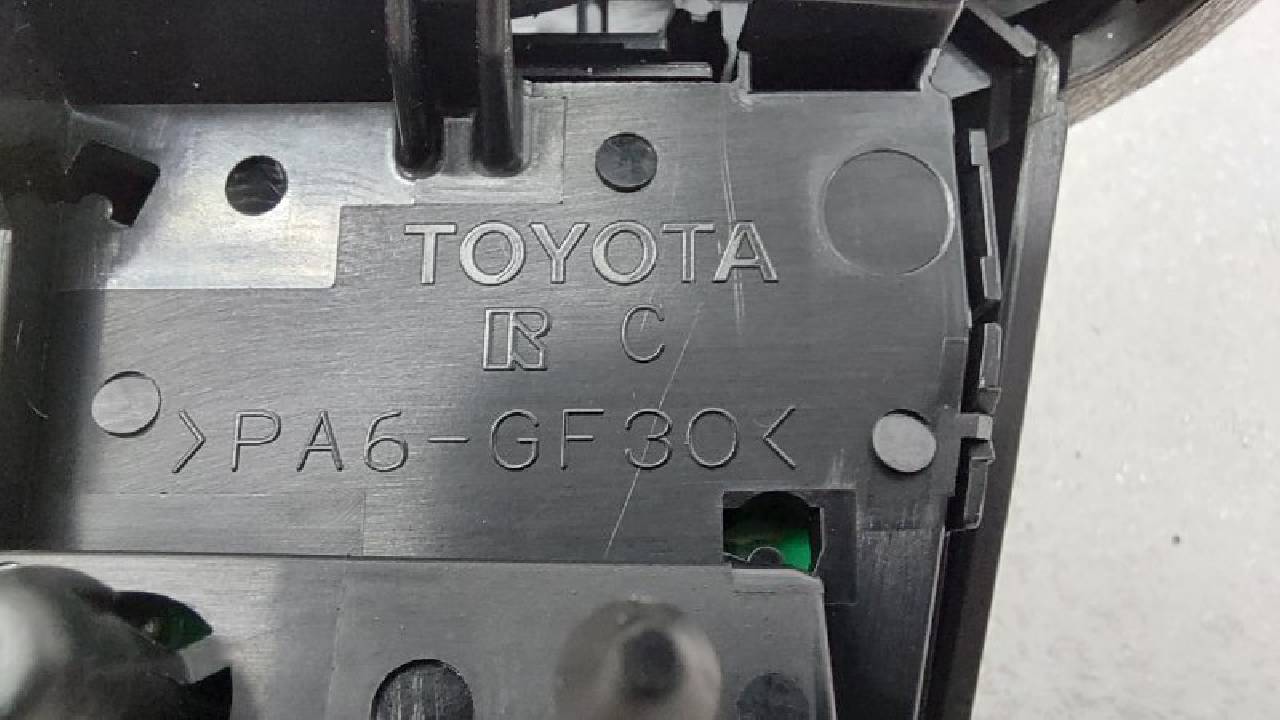 TOYOTA
R C
>PA6-GF30<